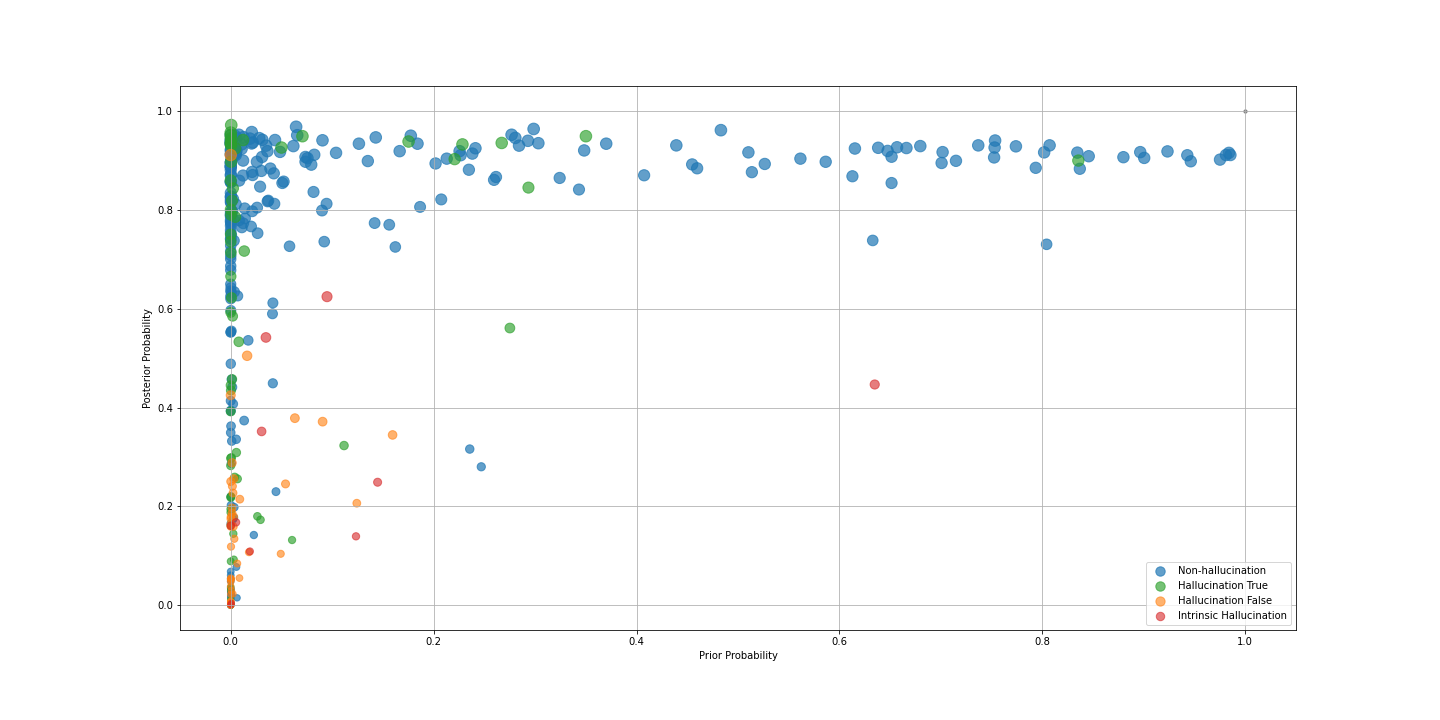 1.0
0.8
0.6
0.4
0.2
0.0
Posterior Probability
0.0 0.2 0.4 0.6 0.8 1.0
Prior Probability
Non-hallucination
Hallucination True
Hallucination False
Intrinsic Hallucination